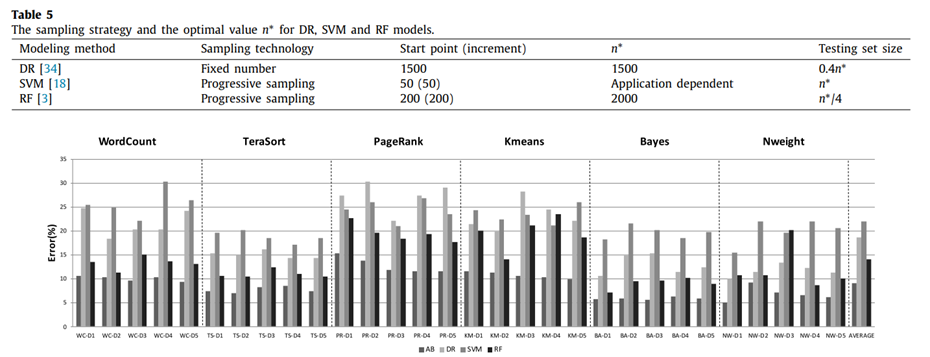 Table 5
The sampling strategy and the optimal value n* for DR, SVM and RF models.
Modeling method Sampling technology Start point (increment) n* Testing set size
DR [34] Fixed number 1500 1500 0.4n*
SVM [18] Progressive sampling 50 (50) Application dependent n*
RF [3] Progressive sampling 200 (200) 2000 n*/4
WordCount TeraSort PageRank Kmeans Bayes Nweight
35
30
25
20
15
10
5
0
Error(%)
WC-D1 WC-D2 WC-D3 WC-D4 WC-D5 TS-D1 TS-D2 TS-D3 TS-D4 TS-D5 PR-D1 PR-D2 PR-D3 PR-D4 PR-D5 KM-D1 KM-D2 KM-D3 KM-D4 KM-D5 BA-D1 BA-D2 BA-D3 BA-D4 BA-D5 NW-D1 NW-D2 NW-D3 NW-D4 NW-D5 AVERAGE
AB DR SVM RF